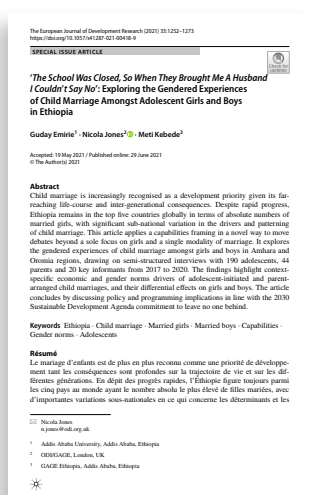 The European Journal of Development Research (2021) 33:1252–1273
https://doi.org/10.1057/s41287-021-00418-9
SPECIAL ISSUE ARTICLE
Check for
updates
'The School Was Closed, So When They Brought Me A Husband
I Couldn't Say No': Exploring the Gendered Experiences
of Child Marriage Amongst Adolescent Girls and Boys
in Ethiopia
Guday Emirie¹ · Nicola Jones² · Meti Kebede³
Accepted: 19 May 2021 / Published online: 29 June 2021
© The Author(s) 2021
Abstract
Child marriage is increasingly recognised as a development priority given its far-
reaching life-course and inter-generational consequences. Despite rapid progress,
Ethiopia remains in the top five countries globally in terms of absolute numbers of
married girls, with significant sub-national variation in the drivers and patterning
of child marriage. This article applies a capabilities framing in a novel way to move
debates beyond a sole focus on girls and a single modality of marriage. It explores
the gendered experiences of child marriage amongst girls and boys in Amhara and
Oromia regions, drawing on semi-structured interviews with 190 adolescents, 44
parents and 20 key informants from 2017 to 2020. The findings highlight context-
specific economic and gender norm drivers of adolescent-initiated and parent-
arranged child marriages, and their differential effects on girls and boys. The article
concludes by discussing policy and programming implications in line with the 2030
Sustainable Development Agenda commitment to leave no one behind.
Keywords Ethiopia · Child marriage · Married girls · Married boys · Capabilities ·
Gender norms · Adolescents
Résumé
Le mariage d'enfants est de plus en plus reconnu comme une priorité de développe-
ment tant les conséquences sont profondes sur la trajectoire de vie et sur les dif-
férentes générations. En dépit des progrès rapides, l'Éthiopie figure toujours parmi
les cinq pays au monde ayant le nombre absolu le plus élevé de filles mariées, avec
d'importantes variations sous-nationales en ce qui concerne les déterminants et les
Nicola Jones
n.jones@odi.org.uk
1 Addis Ababa University, Addis Ababa, Ethiopia
2 ODI/GAGE, London, UK
3 GAGE Ethiopia, Addis Ababa, Ethiopia